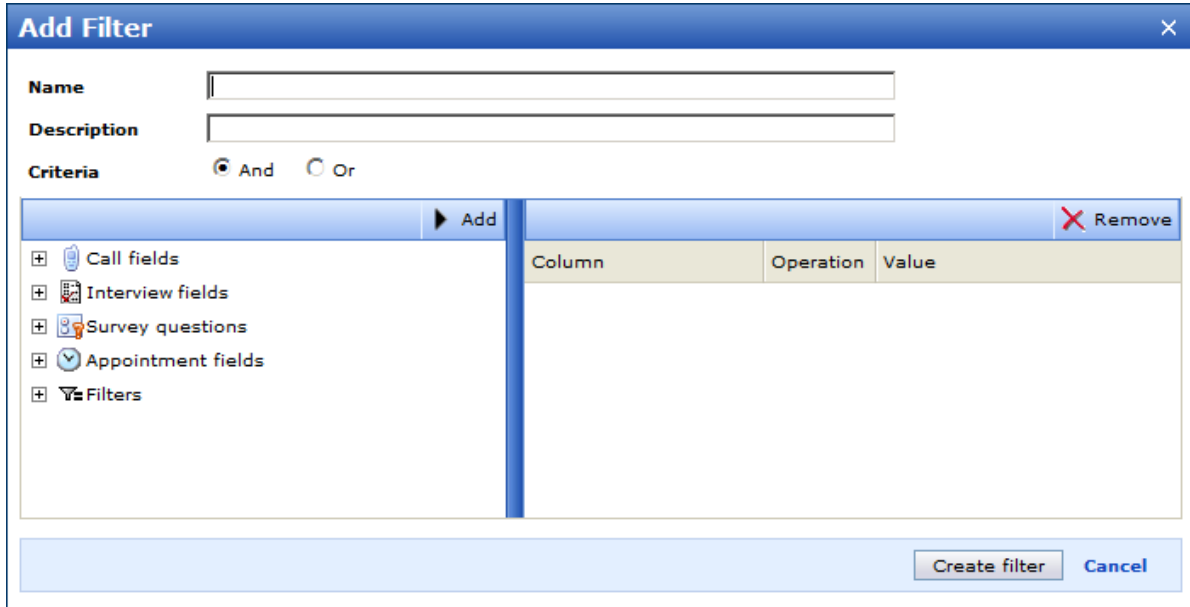 Add Filter
Name
Description
Criteria And Or
Add Remove
Call fields
Interview fields
Survey questions
Appointment fields
Filters
Column Operation Value
Create filter Cancel